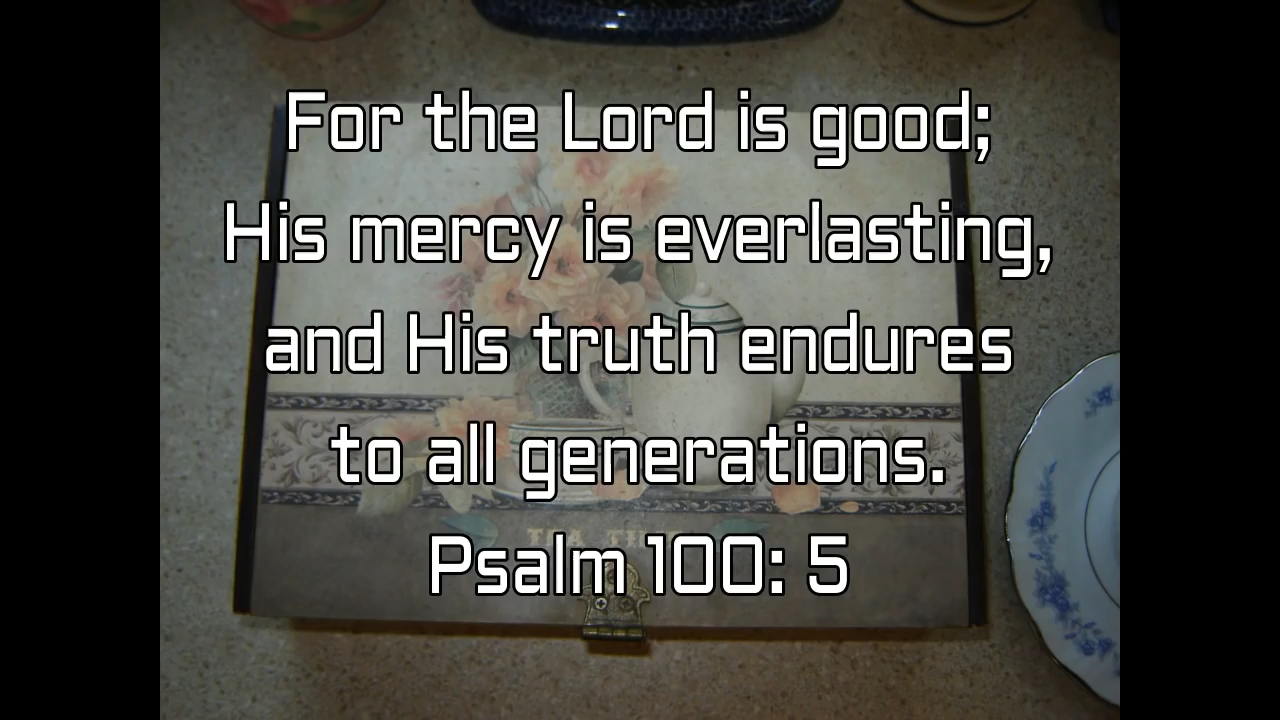 For the Lord is good;
His mercy is everlasting,
and His truth endures
to all generations.
TEA
Psalm 100: 5